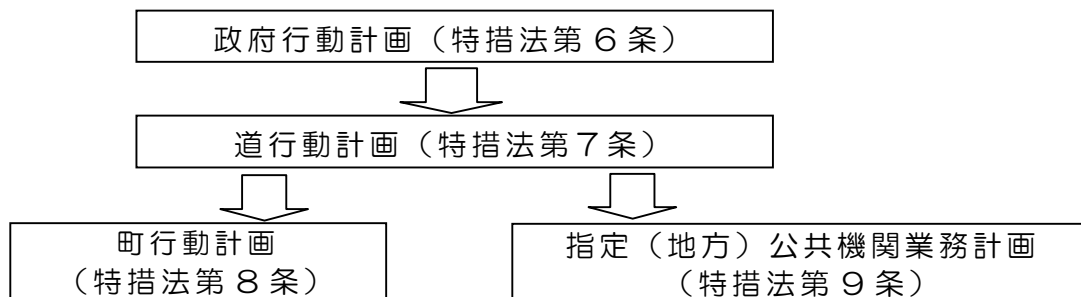 政府行動計画（特措法第６条）
道行動計画（特措法第７条）
町行動計画
（特措法第８条）
指定（地方）公共機関業務計画
（特措法第９条）